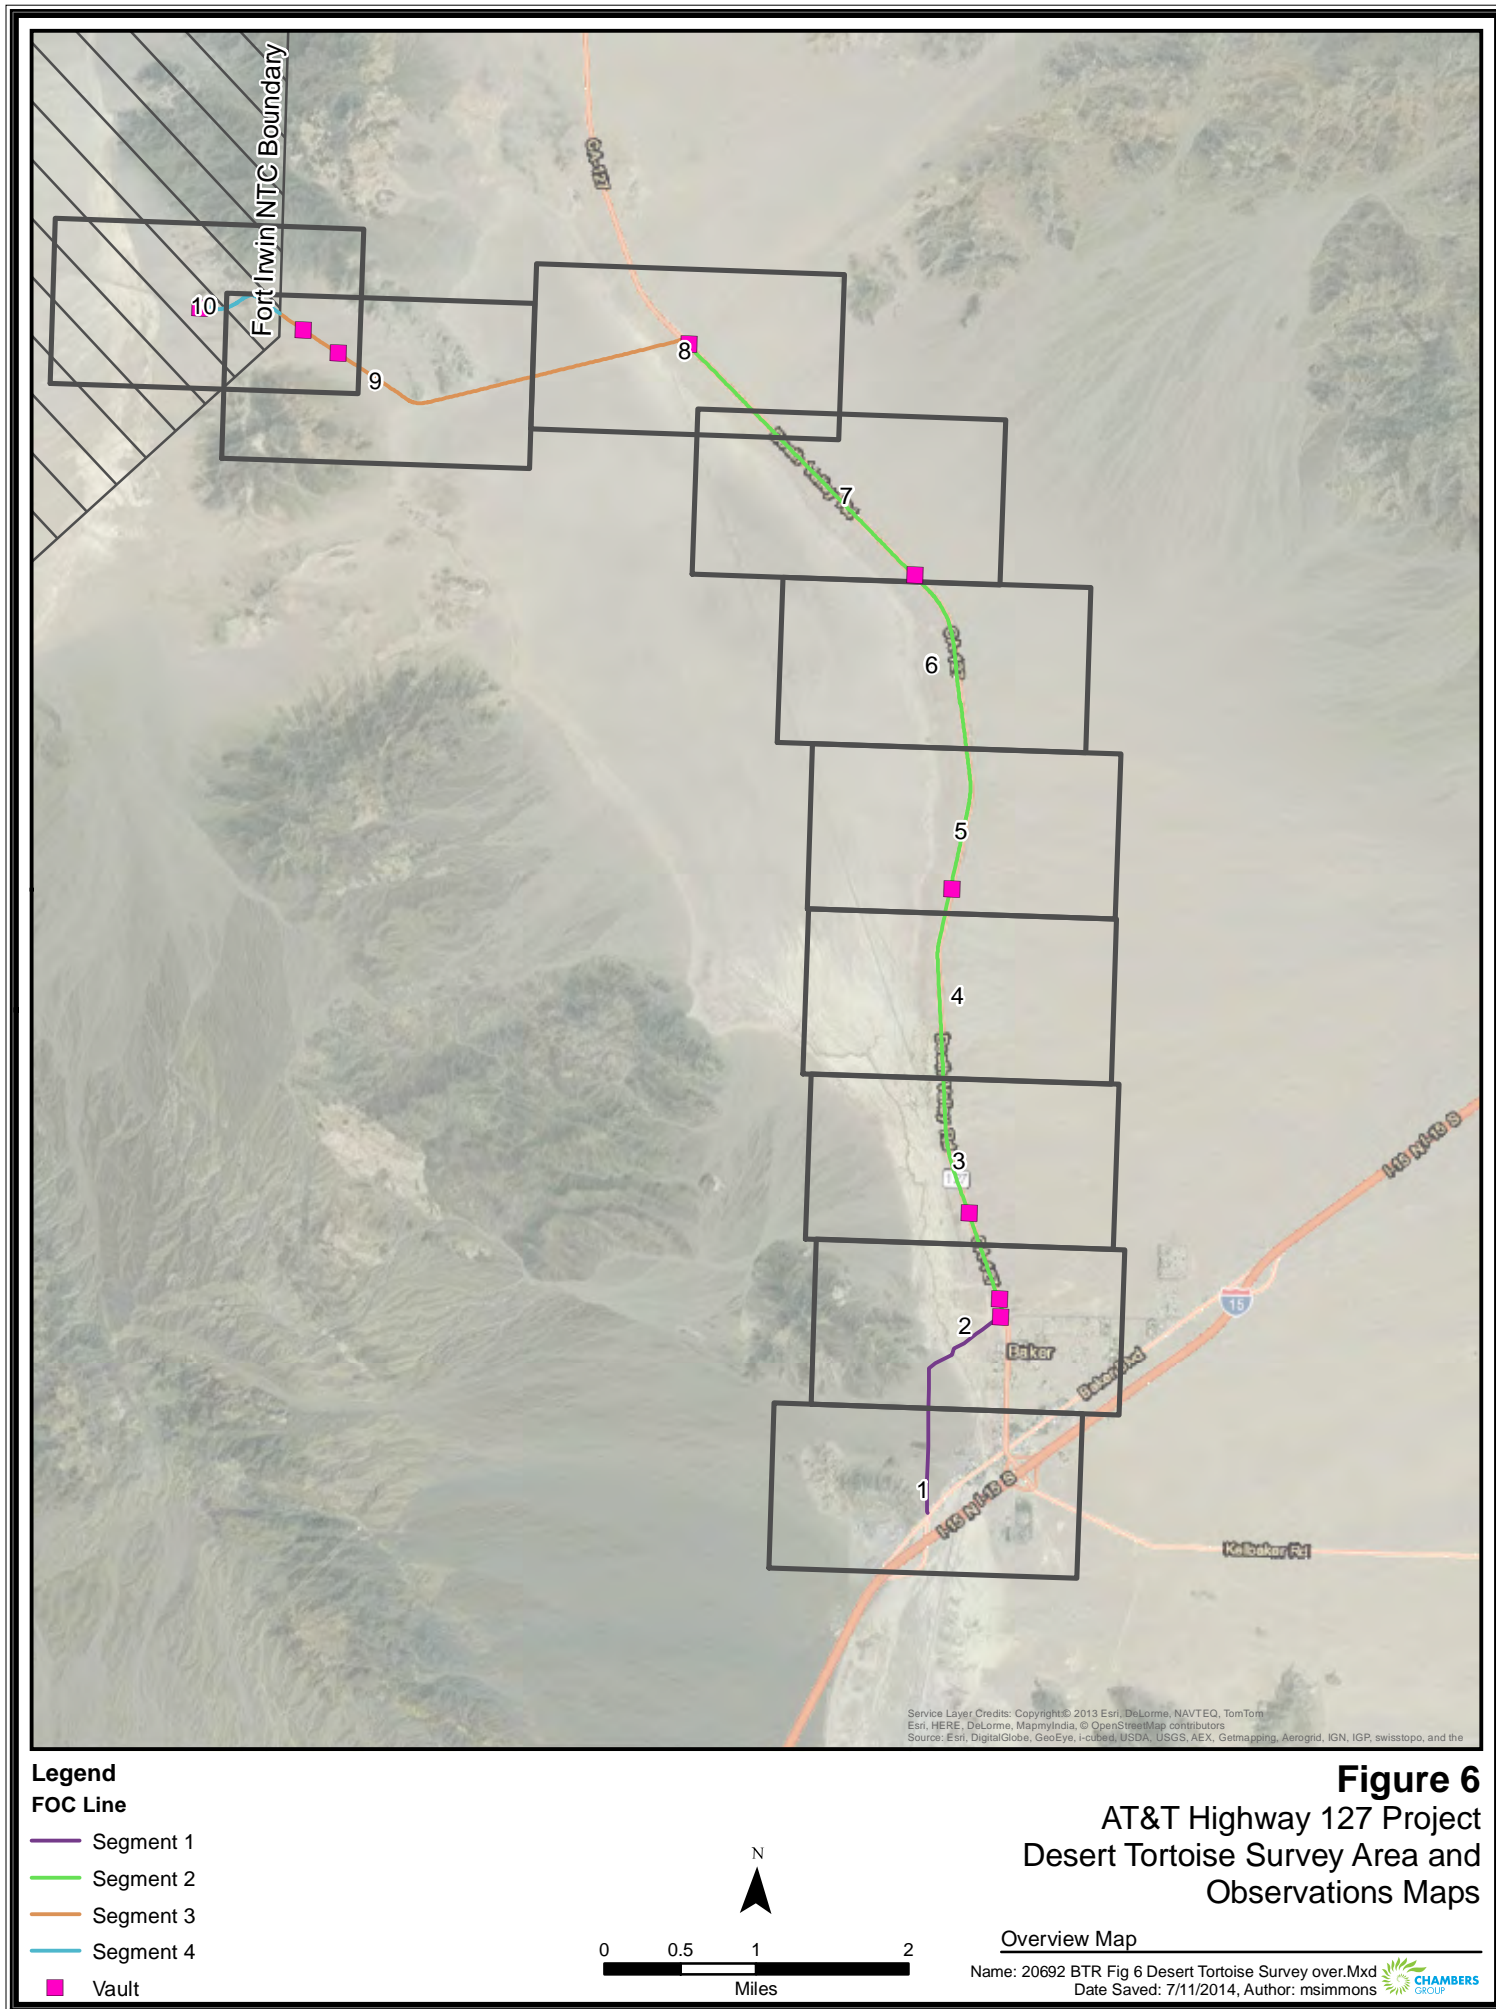 Fort Irwin NTC Boundary
CA-127
10
9
8
7
6
5
4
3
2
Baker
Baker Blvd
15
I-15 N I-15 S
1
I-15 N I-15 S
Kelbaker Rd
Service Layer Credits: Copyright:© 2013 Esri, DeLorme, NAVTEQ, TomTom
Esri, HERE, DeLorme, MapmyIndia, © OpenStreetMap contributors
Source: Esri, DigitalGlobe, GeoEye, i-cubed, USDA, USGS, AEX, Getmapping, Aerogrid, IGN, IGP, swisstopo, and the
Legend
FOC Line
Segment 1
Segment 2
Segment 3
Segment 4
Vault
N
0 0.5 1 2
Miles
Figure 6
AT&T Highway 127 Project
Desert Tortoise Survey Area and
Observations Maps
Overview Map
Name: 20692 BTR Fig 6 Desert Tortoise Survey over.Mxd
Date Saved: 7/11/2014, Author: msimmons
CHAMBERS
GROUP